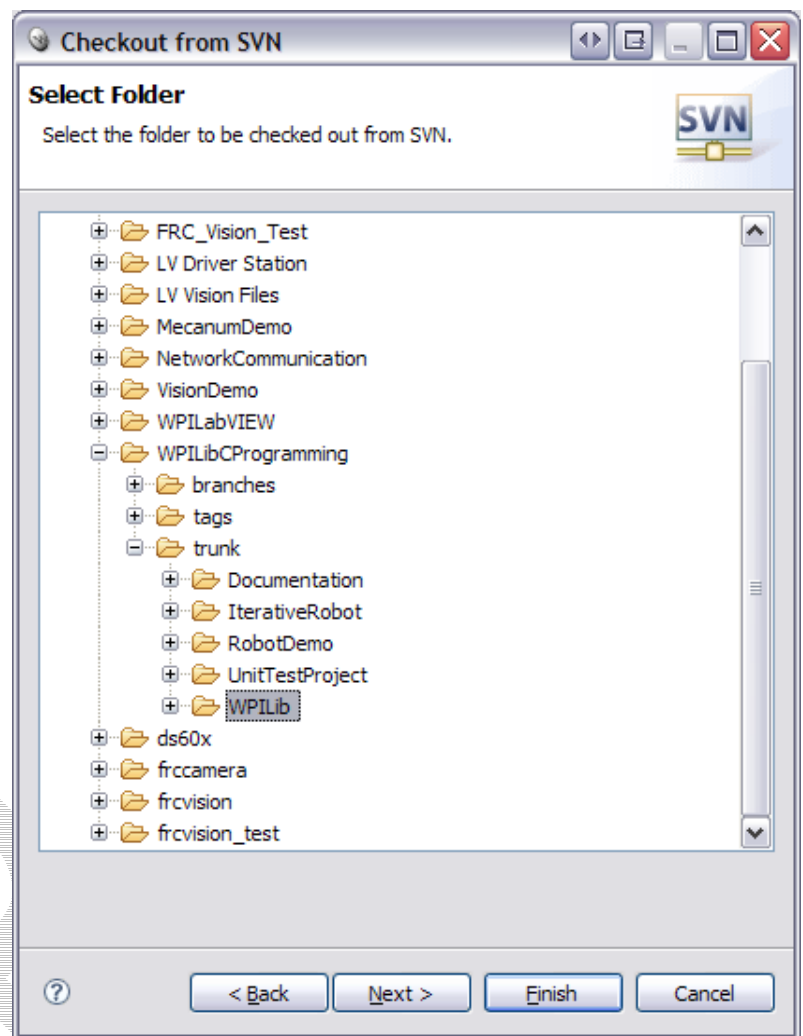 Checkout from SVN
Select Folder
Select the folder to be checked out from SVN.
SVN
FRC_Vision_Test
LV Driver Station
LV Vision Files
MecanumDemo
NetworkCommunication
VisionDemo
WPILabVIEW
WPILibCProgramming
branches
tags
trunk
Documentation
IterativeRobot
RobotDemo
UnitTestProject
WPILib
ds60x
frccamera
frcvision
frcvision_test
? < Back Next > Finish Cancel